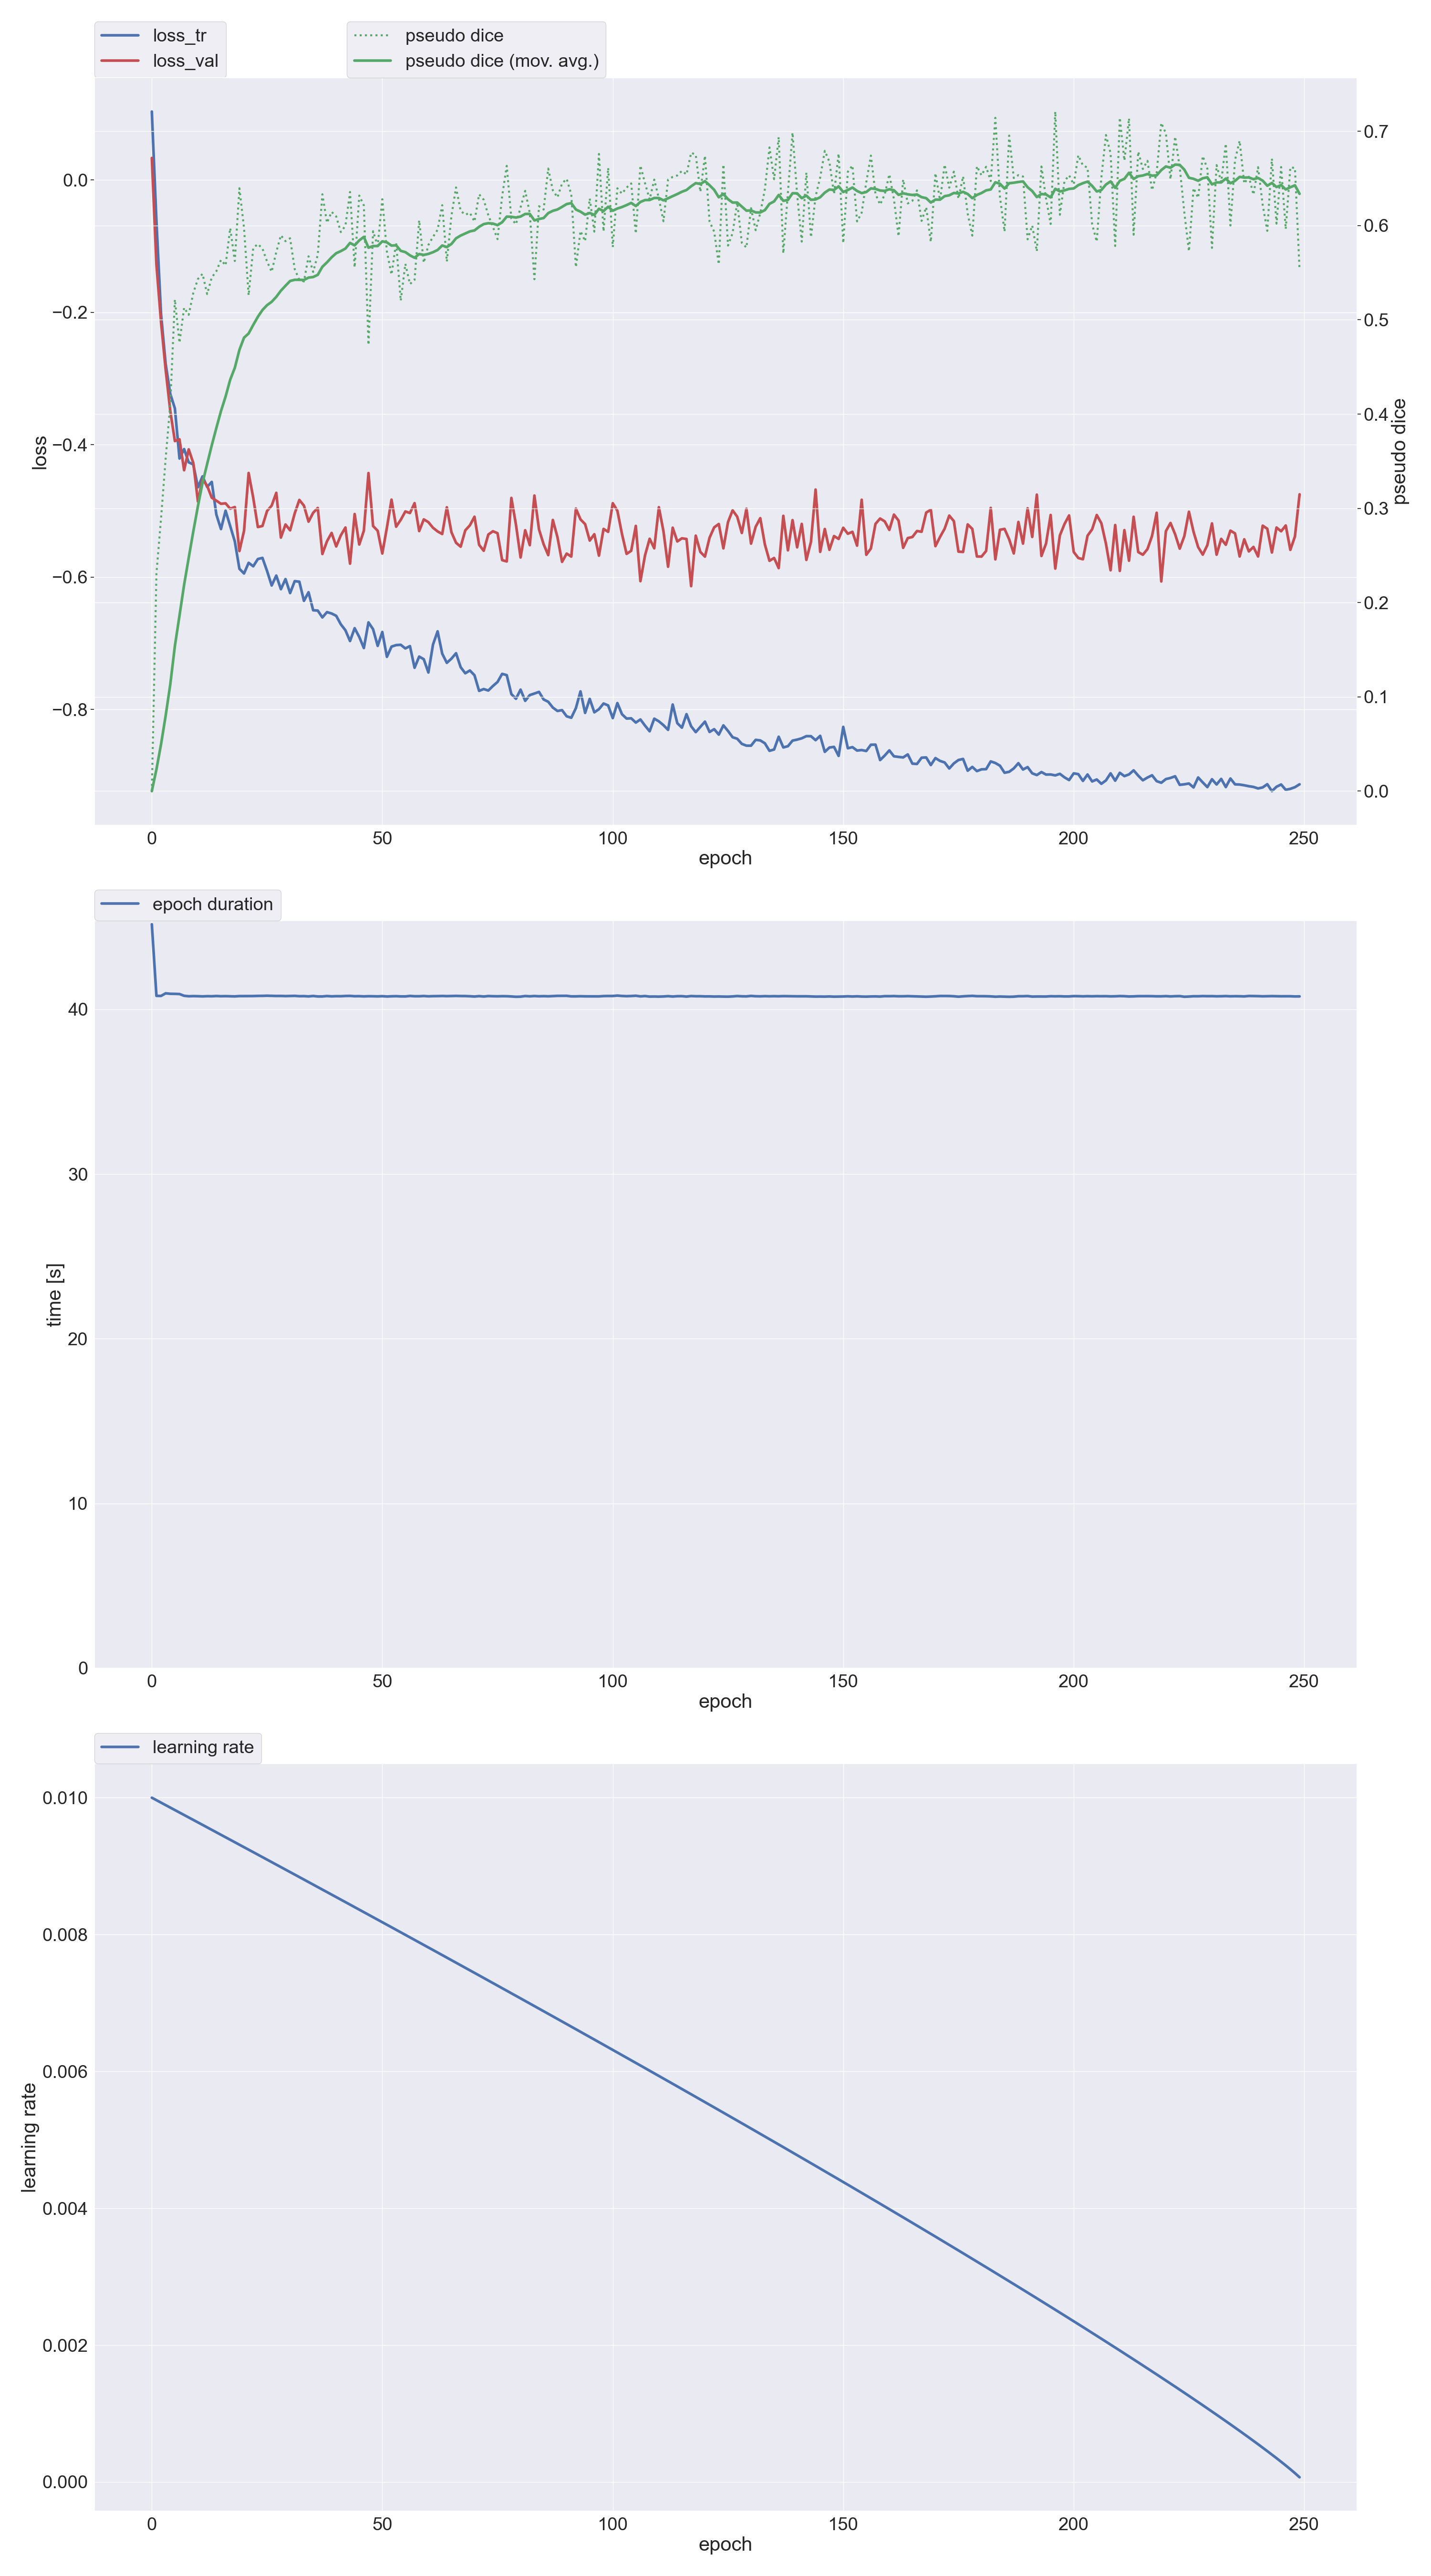 loss_tr
loss_val
pseudo dice
pseudo dice (mov. avg.)
0.0
−0.2
−0.4
−0.6
−0.8
loss
0.7
0.6
0.5
0.4
0.3
0.2
0.1
0.0
pseudo dice
0 50 100 150 200 250
epoch
epoch duration
40
30
20
10
0
time [s]
0 50 100 150 200 250
epoch
learning rate
0.010
0.008
0.006
0.004
0.002
0.000
learning rate
0 50 100 150 200 250
epoch